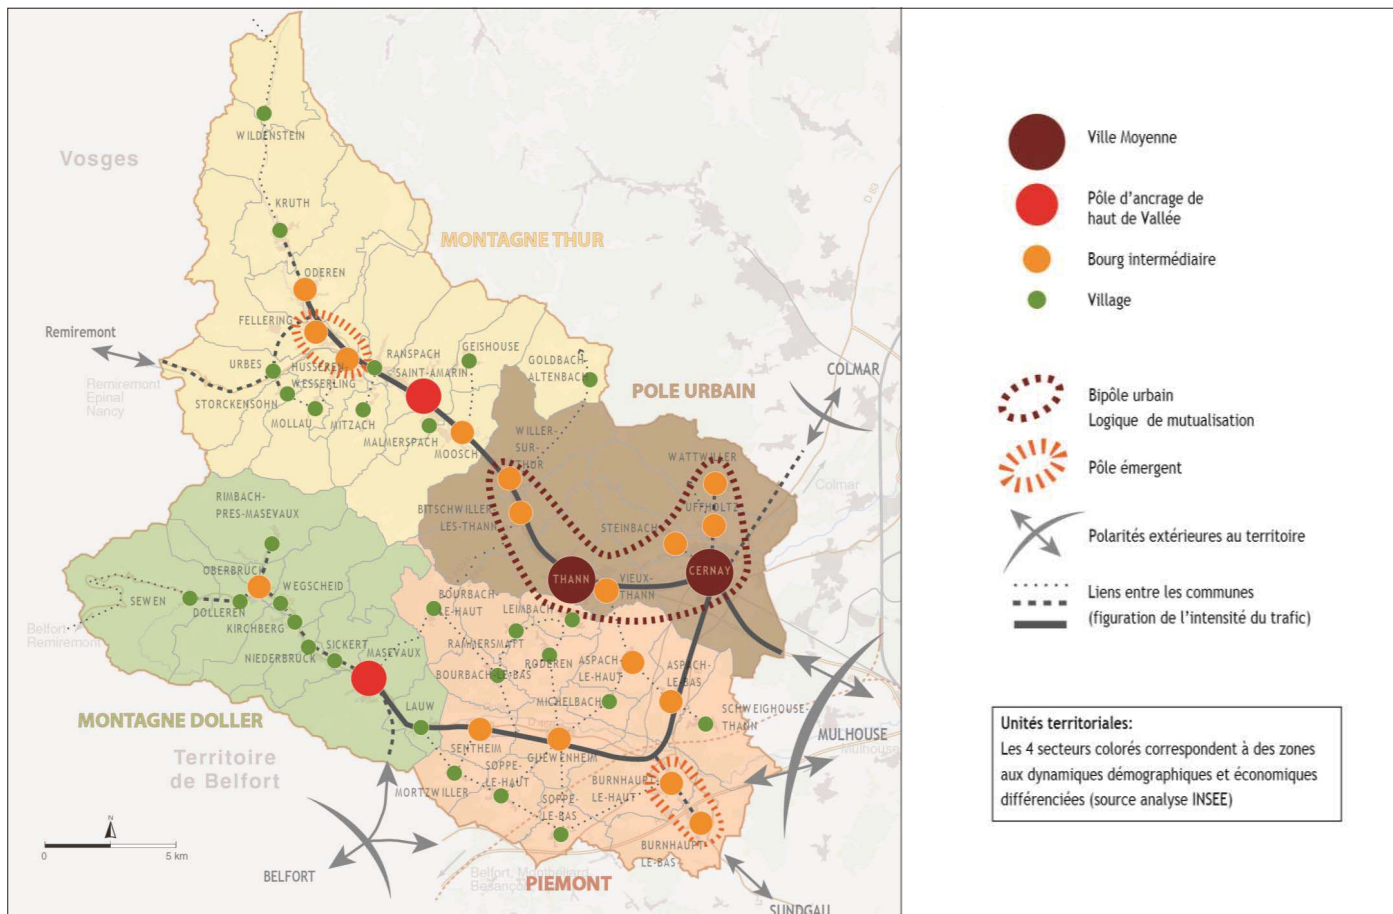 WILDENSTEIN
Vosges
KRUTH
MONTAGNE THUR
ODEREN
FELLERING
Remiremont
RANSPACH
GEISHOUSE
GOLDBACH-
ALTENBACH
URBES
HUSSEREN-
WESSERLING
SAINT-AMARIN
COLMAR
Remiremont
Epinal
Nancy
STORCKENSOHN
MOLLAU
MITZACH
MALMERSPACH
MOOSCH
POLE URBAIN
WILLER-
SUR-
THUR
WATTWILLER
D 83
Colmar
RIMBACH-
PRES-MASEVAUX
BITSCHWILLER-
LES-THANN
UFFHOLTZ
STEINBACH
OBERBRUCK
WEGSCHEID
THANN
VIEUX-
THANN
CERNAY
SEWEN
DOLLEREN
KIRCHBERG
BOURBACH-
LE-HAUT
LEIMBACH
Belfort
Remiremont
NIEDERBRUCK
SICKERT
MASEVAUX
RAMMERSMATT
RODEREN
BOURBACH-LE-BAS
ASPACH-
LE-HAUT
ASPACH-
LE-BAS
MICHELBACH
LAUW
SCHWEIGHOUSE-
THANN
MONTAGNE DOLLER
MULHOUSE
Mulhouse
Territoire
de Belfort
SENTHEIM
GUEWENHEIM
SOPPE-
LE-HAUT
MORTZWILLER
BURNHAUPT-
LE-HAUT
SOPPE-
LE-BAS
BURNHAUPT-
LE-BAS
N
0
5 km
BELFORT
Belfort, Montbéliard
Besançon
PIEMONT
SUNDGAU
Ville Moyenne
Pôle d'ancrage de
haut de Vallée
Bourg intermédiaire
Village
Bipôle urbain
Logique de mutualisation
Pôle émergent
Polarités extérieures au territoire
Liens entre les communes
(figuration de l'intensité du trafic)
Unités territoriales:
Les 4 secteurs colorés correspondent à des zones
aux dynamiques démographiques et économiques
différenciées (source analyse INSEE)